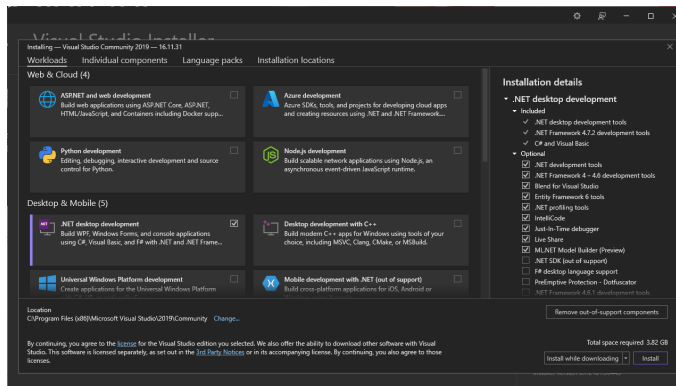 Visual Studio Installer
Installing — Visual Studio Community 2019 — 16.11.31
Workloads
Individual components
Language packs
Installation locations
Web & Cloud (4)
ASP.NET and web development
Build web applications using ASP.NET Core, ASP.NET,
HTML/JavaScript, and Containers including Docker supp...
Azure development
Azure SDKs, tools, and projects for developing cloud apps
and creating resources using .NET and .NET Framework....
Python development
Editing, debugging, interactive development and source
control for Python.
Node.js development
Build scalable network applications using Node.js, an
asynchronous event-driven JavaScript runtime.
Desktop & Mobile (5)
.NET desktop development
Build WPF, Windows Forms, and console applications
using C#, Visual Basic, and F# with .NET and .NET Frame...
Desktop development with C++
Build modern C++ apps for Windows using tools of your
choice, including MSVC, Clang, CMake, or MSBuild.
Universal Windows Platform development
Create applications for the Universal Windows Platform
Mobile development with .NET (out of support)
Build cross-platform applications for iOS, Android or
Installation details
.NET desktop development
Included
.NET desktop development tools
.NET Framework 4.7.2 development tools
C# and Visual Basic
Optional
.NET development tools
.NET Framework 4 – 4.6 development tools
Blend for Visual Studio
Entity Framework 6 tools
.NET profiling tools
IntelliCode
Just-In-Time debugger
Live Share
ML.NET Model Builder (Preview)
.NET SDK (out of support)
F# desktop language support
PreEmptive Protection - Dotfuscator
.NET Framework 4.6.1 development tools
Location
C:\Program Files (x86)\Microsoft Visual Studio\2019\Community Change...
Remove out-of-support components
By continuing, you agree to the license for the Visual Studio edition you selected. We also offer the ability to download other software with Visual
Studio. This software is licensed separately, as set out in the 3rd Party Notices or in its accompanying license. By continuing, you also agree to those
licenses.
Total space required 3.82 GB
Install while downloading
Install